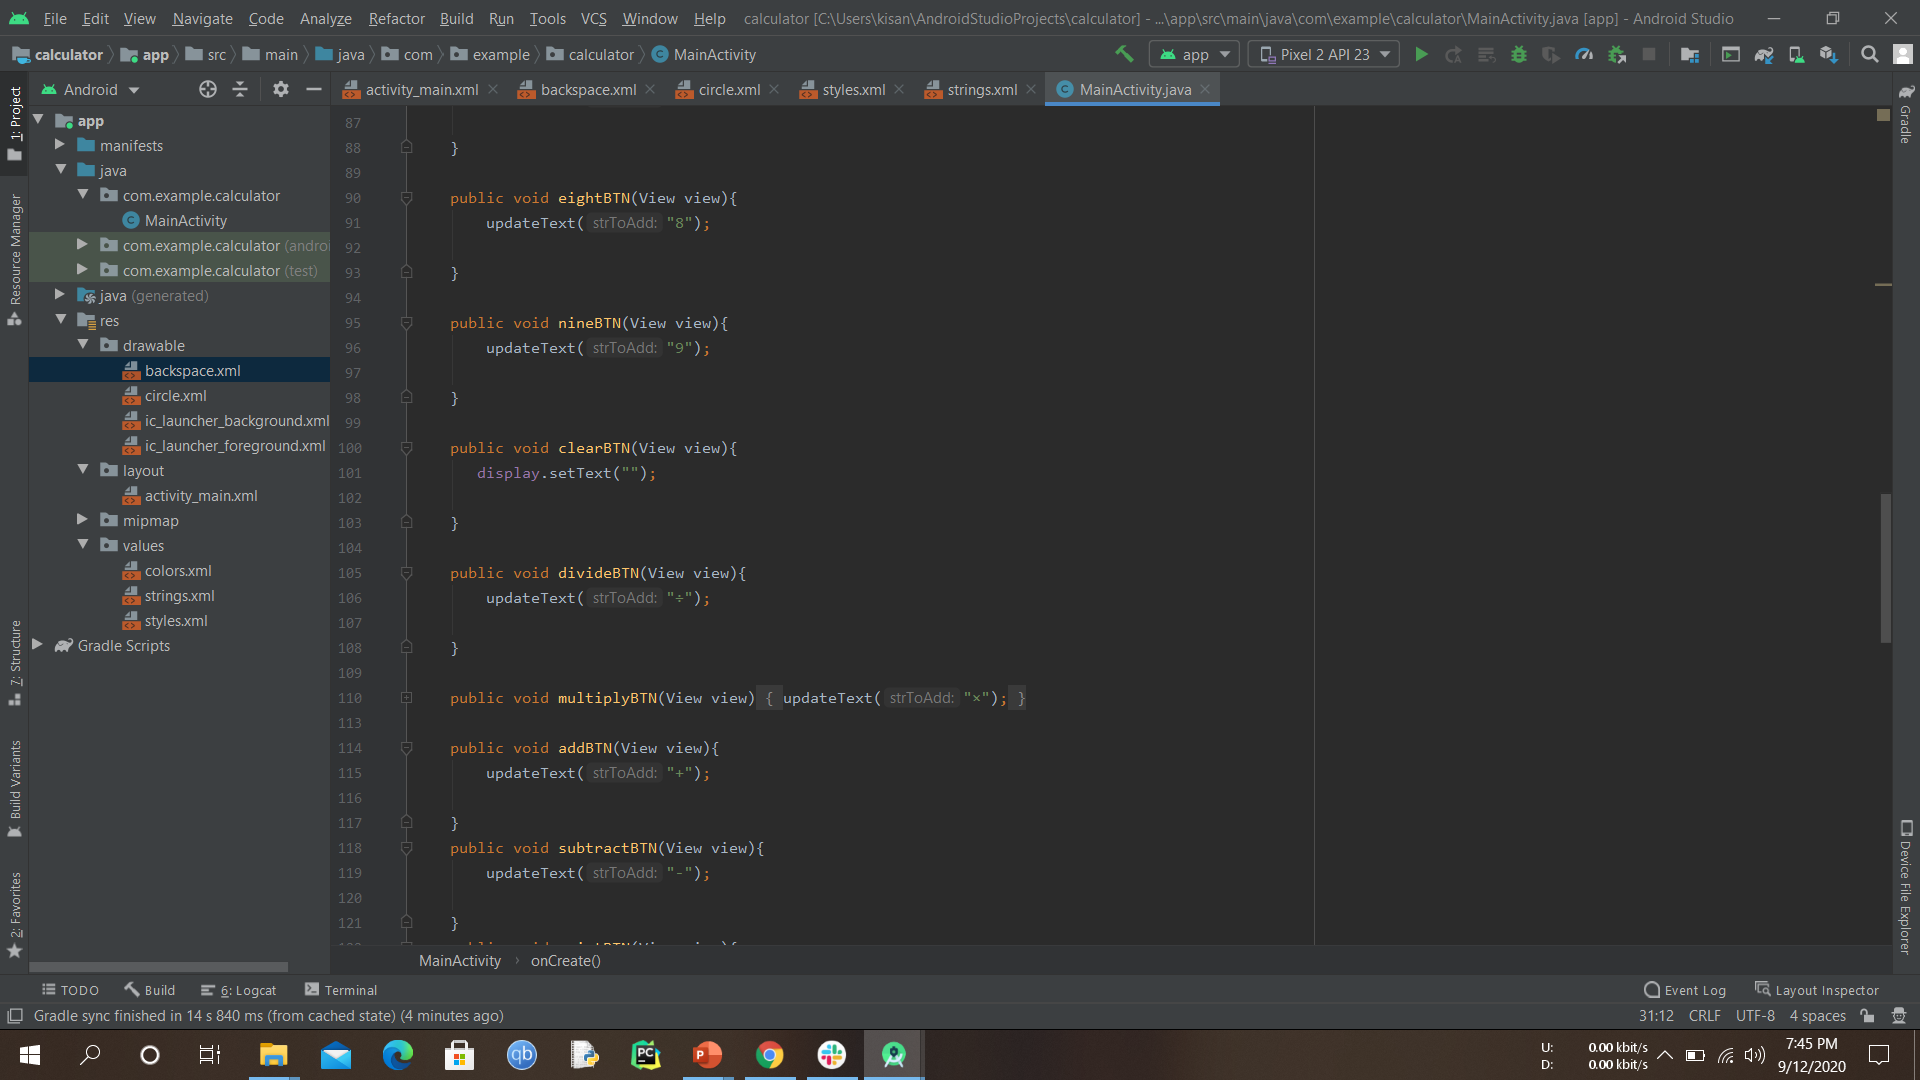 File Edit View Navigate Code Analyze Refactor Build Run Tools VCS Window Help calculator [C:\Users\kisan\AndroidStudioProjects\calculator] - ...\app\src\main\java\com\example\calculator\MainActivity.java [app] - Android Studio
calculator app src main java com example calculator MainActivity app Pixel 2 API 23
Android activity_main.xml backspace.xml circle.xml styles.xml strings.xml MainActivity.java
1: Project
Resource Manager
7: Structure
Build Variants
2: Favorites
app
manifests
java
com.example.calculator
MainActivity
com.example.calculator (androi
com.example.calculator (test)
java (generated)
res
drawable
backspace.xml
circle.xml
ic_launcher_background.xml
ic_launcher_foreground.xml
layout
activity_main.xml
mipmap
values
colors.xml
strings.xml
styles.xml
Gradle Scripts
87
88 }
89
90 public void eightBTN(View view){
91 updateText( strToAdd: "8");
92
93 }
94
95 public void nineBTN(View view){
96 updateText( strToAdd: "9");
97
98 }
99
100 public void clearBTN(View view){
101 display.setText("");
102
103 }
104
105 public void divideBTN(View view){
106 updateText( strToAdd: "÷");
107
108 }
109
110 public void multiplyBTN(View view) { updateText( strToAdd: "×"); }
113
114 public void addBTN(View view){
115 updateText( strToAdd: "+");
116
117 }
118 public void subtractBTN(View view){
119 updateText( strToAdd: "-");
120
121 }
Gradle
Device File Explorer
MainActivity onCreate()
TODO Build 6: Logcat Terminal Event Log Layout Inspector
Gradle sync finished in 14 s 840 ms (from cached state) (4 minutes ago) 31:12 CRLF UTF-8 4 spaces
U: 0.00 kbit/s
D: 0.00 kbit/s
7:45 PM
9/12/2020